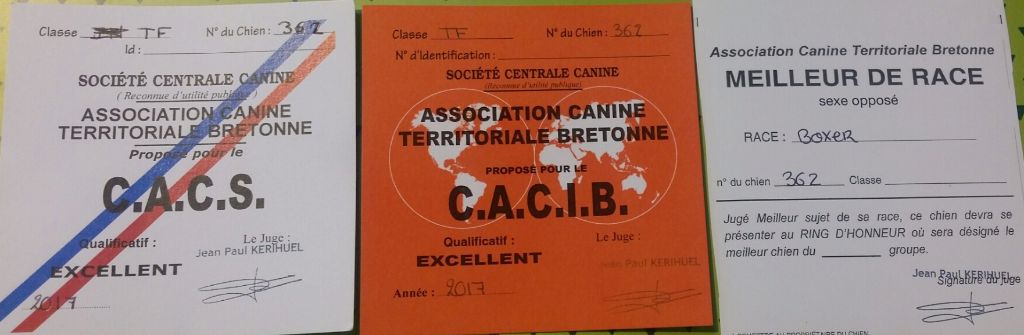 Classe TF N° du Chien : 362
Id :
SOCIÉTÉ CENTRALE CANINE
( Reconnue d'utilité publique )
ASSOCIATION CANINE
TERRITORIALE BRETONNE
Proposé pour le
C.A.C.S.
Qualificatif :
Le Juge :
Jean Paul KERIHUEL
EXCELLENT
2017
Classe TF N° du Chien : 362
N° d'Identification :
SOCIÉTÉ CENTRALE CANINE
(Reconnue d'utilité publique)
ASSOCIATION CANINE
TERRITORIALE BRETONNE
PROPOSÉ POUR LE
C.A.C.I.B.
Qualificatif :
Le Juge :
EXCELLENT
Jean Paul KERIHUEL
Année : 2017
Association Canine Territoriale Bretonne
MEILLEUR DE RACE
sexe opposé
RACE : BOXER
n° du chien 362 Classe
Jugé Meilleur sujet de se race, ce chien devra se
présenter au RING D'HONNEUR où sera désigné le
meilleur chien du groupe.
Jean Paul KERIHUEL
Signature du juge